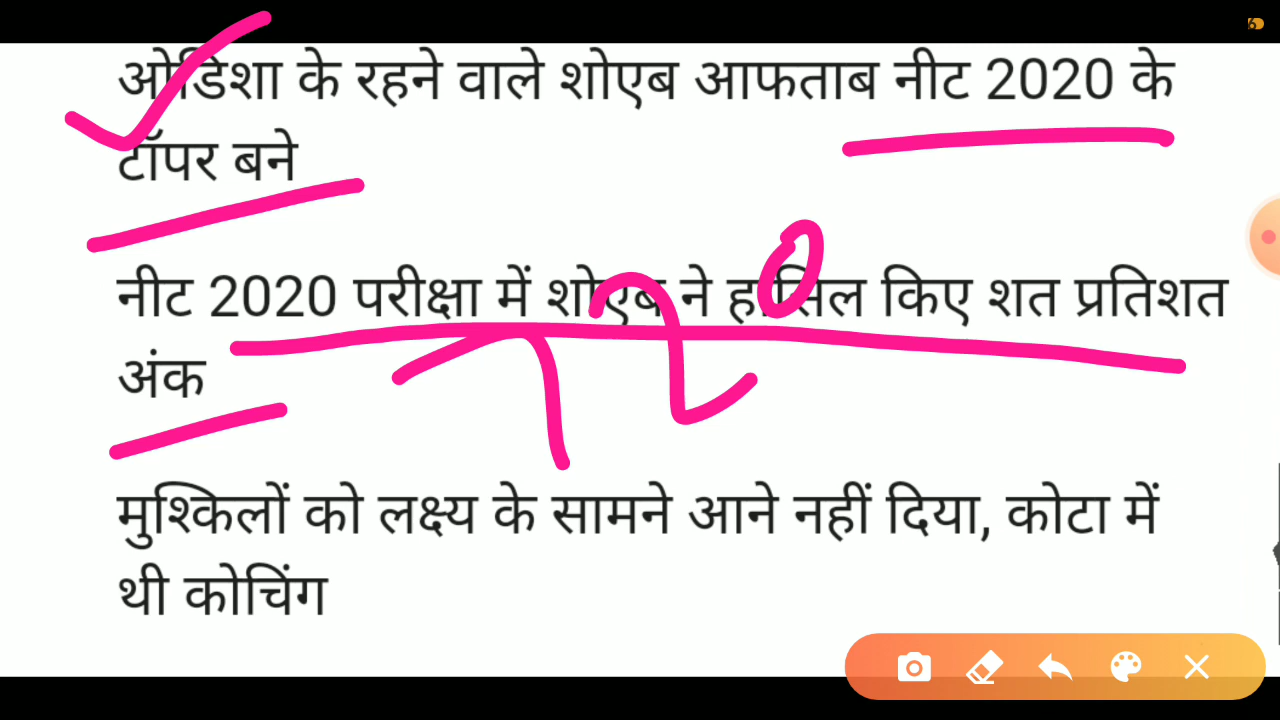 ओडिशा के रहने वाले शोएब आफताब नीट 2020 के
टॉपर बने
नीट 2020 परीक्षा में शोएब ने हासिल किए शत प्रतिशत
अंक
720
मुश्किलों को लक्ष्य के सामने आने नहीं दिया, कोटा में
थी कोचिंग